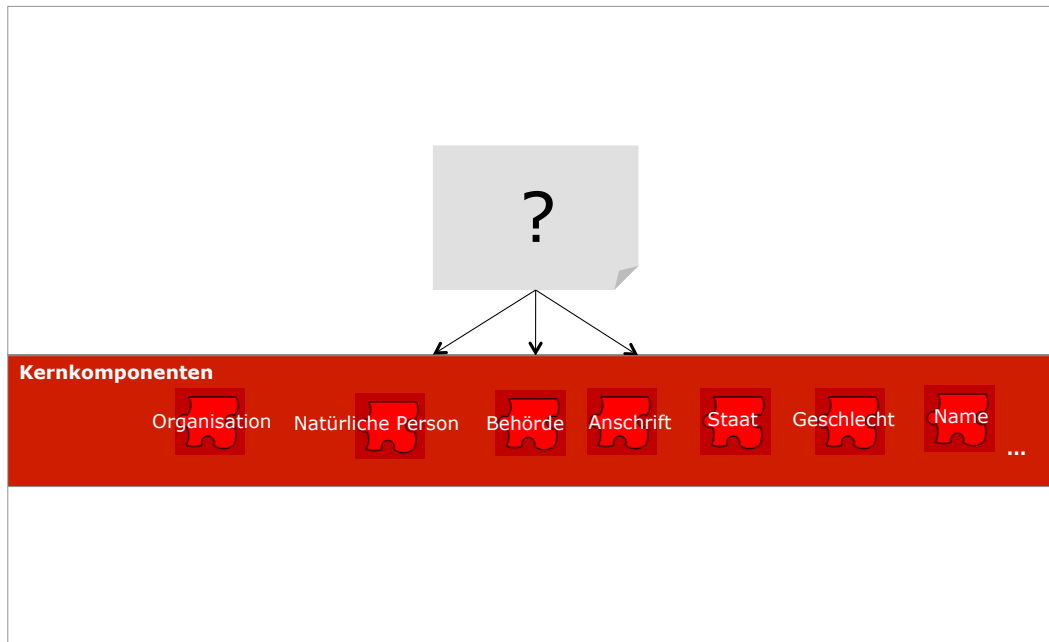 ?
Kernkomponenten
Organisation Natürliche Person Behörde Anschrift Staat Geschlecht Name
...